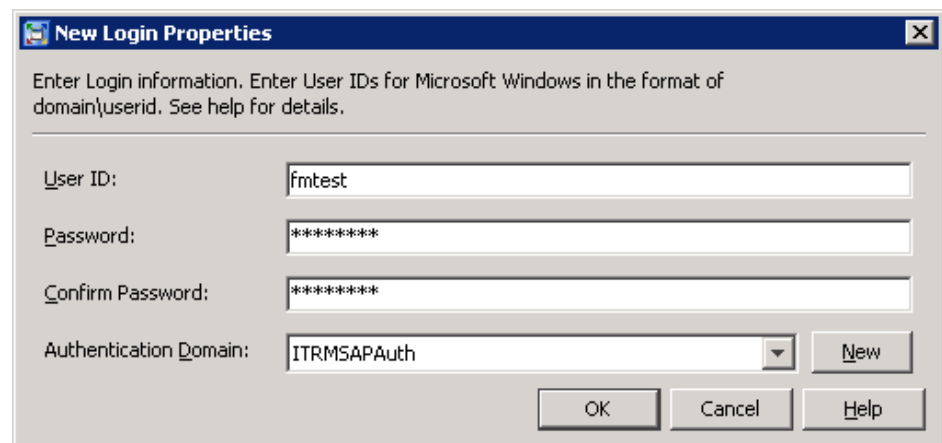 New Login Properties
Enter Login information. Enter User IDs for Microsoft Windows in the format of
domain\userid. See help for details.
User ID: fmtest
Password: ********
Confirm Password: ********
Authentication Domain: ITRMSAPAuth New
OK Cancel Help